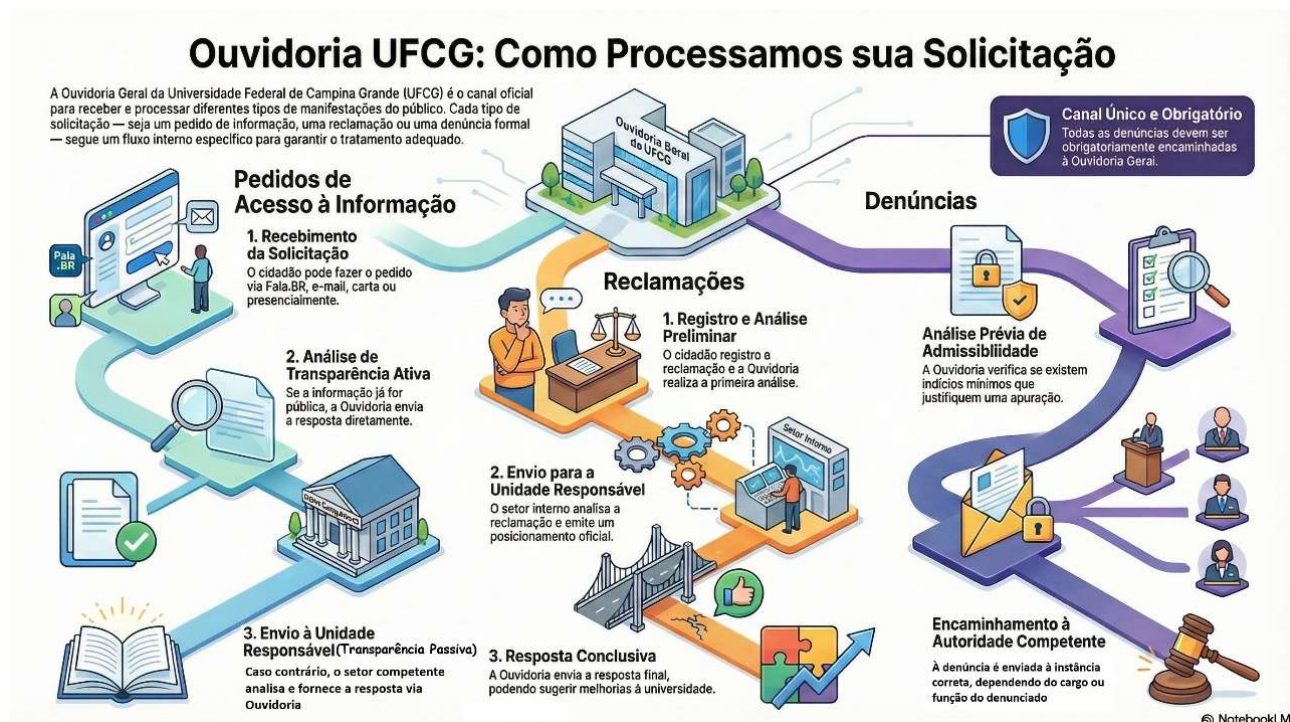 Ouvidoria UFCG: Como Processamos sua Solicitação
A Ouvidoria Geral da Universidade Federal de Campina Grande (UFCG) é o canal oficial
para receber e processar diferentes tipos de manifestações do público. Cada tipo de
solicitação — seja um pedido de informação, uma reclamação ou uma denúncia formal
— segue um fluxo interno específico para garantir o tratamento adequado.
Ouvidoria Geral
do UFCG
Canal Único e Obrigatório
Todas as denúncias devem ser
obrigatoriamente encaminhadas
à Ouvidoria Gerai.
Pedidos de
Acesso à Informação
Pala
.BR
1. Recebimento
da Solicitação
O cidadão pode fazer o pedido
via Fala.BR, e-mail, carta ou
presencialmente.
2. Análise de
Transparência Ativa
Se a informação já for
pública, a Ouvidoria envia
a resposta diretamente.
3. Envio à Unidade
Responsável(Transparência Passiva)
Caso contrário, o setor competente
analisa e fornece a resposta via
Ouvidoria
Reclamações
1. Registro e Análise
Preliminar
O cidadão registro e
reclamação e a Quvidoria
realiza a primeira análise.
Setor Informo
2. Envio para a
Unidade Responsável
O setor interno analisa a
reclamação e emite um
posicionamento oficial.
3. Resposta Conclusiva
A Ouvidoria envia a resposta final,
podendo sugerir melhorias à universidade.
Denúncias
Análise Prévia de
Admissibliidade
A Ouvidoria verifica se existem
indícios mínimos que
justifiquem uma apuração.
Encaminhamento à
Autoridade Competente
À denúncia é enviada à instância
correta, dependendo do cargo ou
função do denunciado
NotebookLM